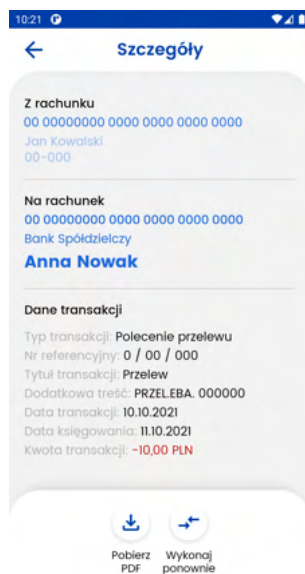 10:21
Szczegóły
Z rachunku
00 00000000 0000 0000 0000 0000
Jan Kowalski
00-000
Na rachunek
00 00000000 0000 0000 0000 0000
Bank Spółdzielczy
Anna Nowak
Dane transakcji
Typ transakcji: Polecenie przelewu
Nr referencyjny: 0 / 00 / 000
Tytuł transakcji: Przelew
Dodatkowa treść: PRZEL.EBA. 000000
Data transakcji: 10.10.2021
Data księgowania: 11.10.2021
Kwota transakcji: -10,00 PLN
Pobierz PDF
Wykonaj ponownie